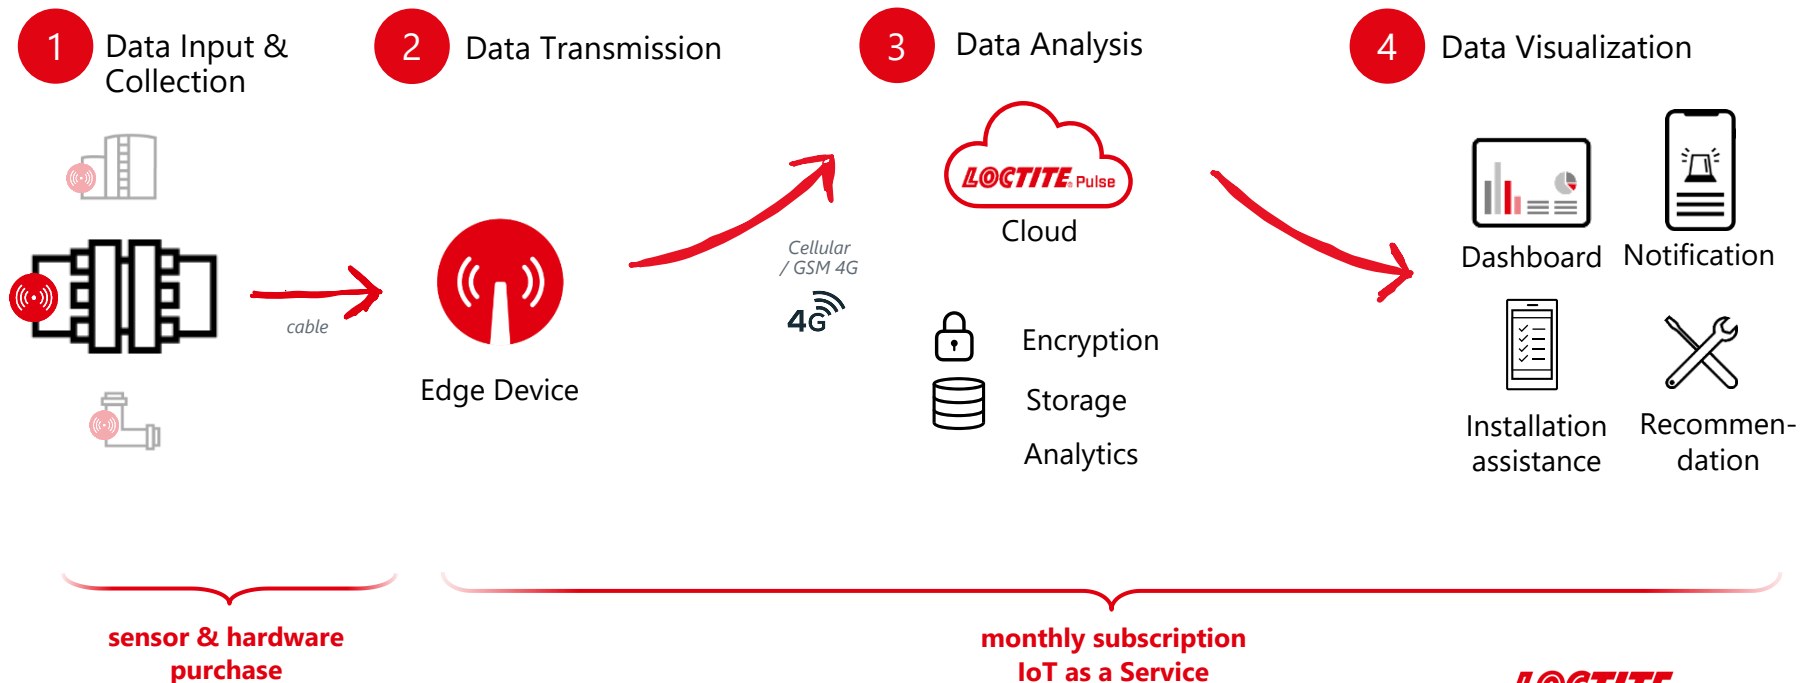 1
Data Input &
Collection
2
Data Transmission
3
Data Analysis
4
Data Visualization
cable
Edge Device
Cellular
/ GSM 4G
4G
LOCTITE® Pulse
Cloud
Encryption
Storage
Analytics
Dashboard
Notification
Installation
assistance
Recommen-
dation
sensor & hardware
purchase
monthly subscription
IoT as a Service
LOCTITE